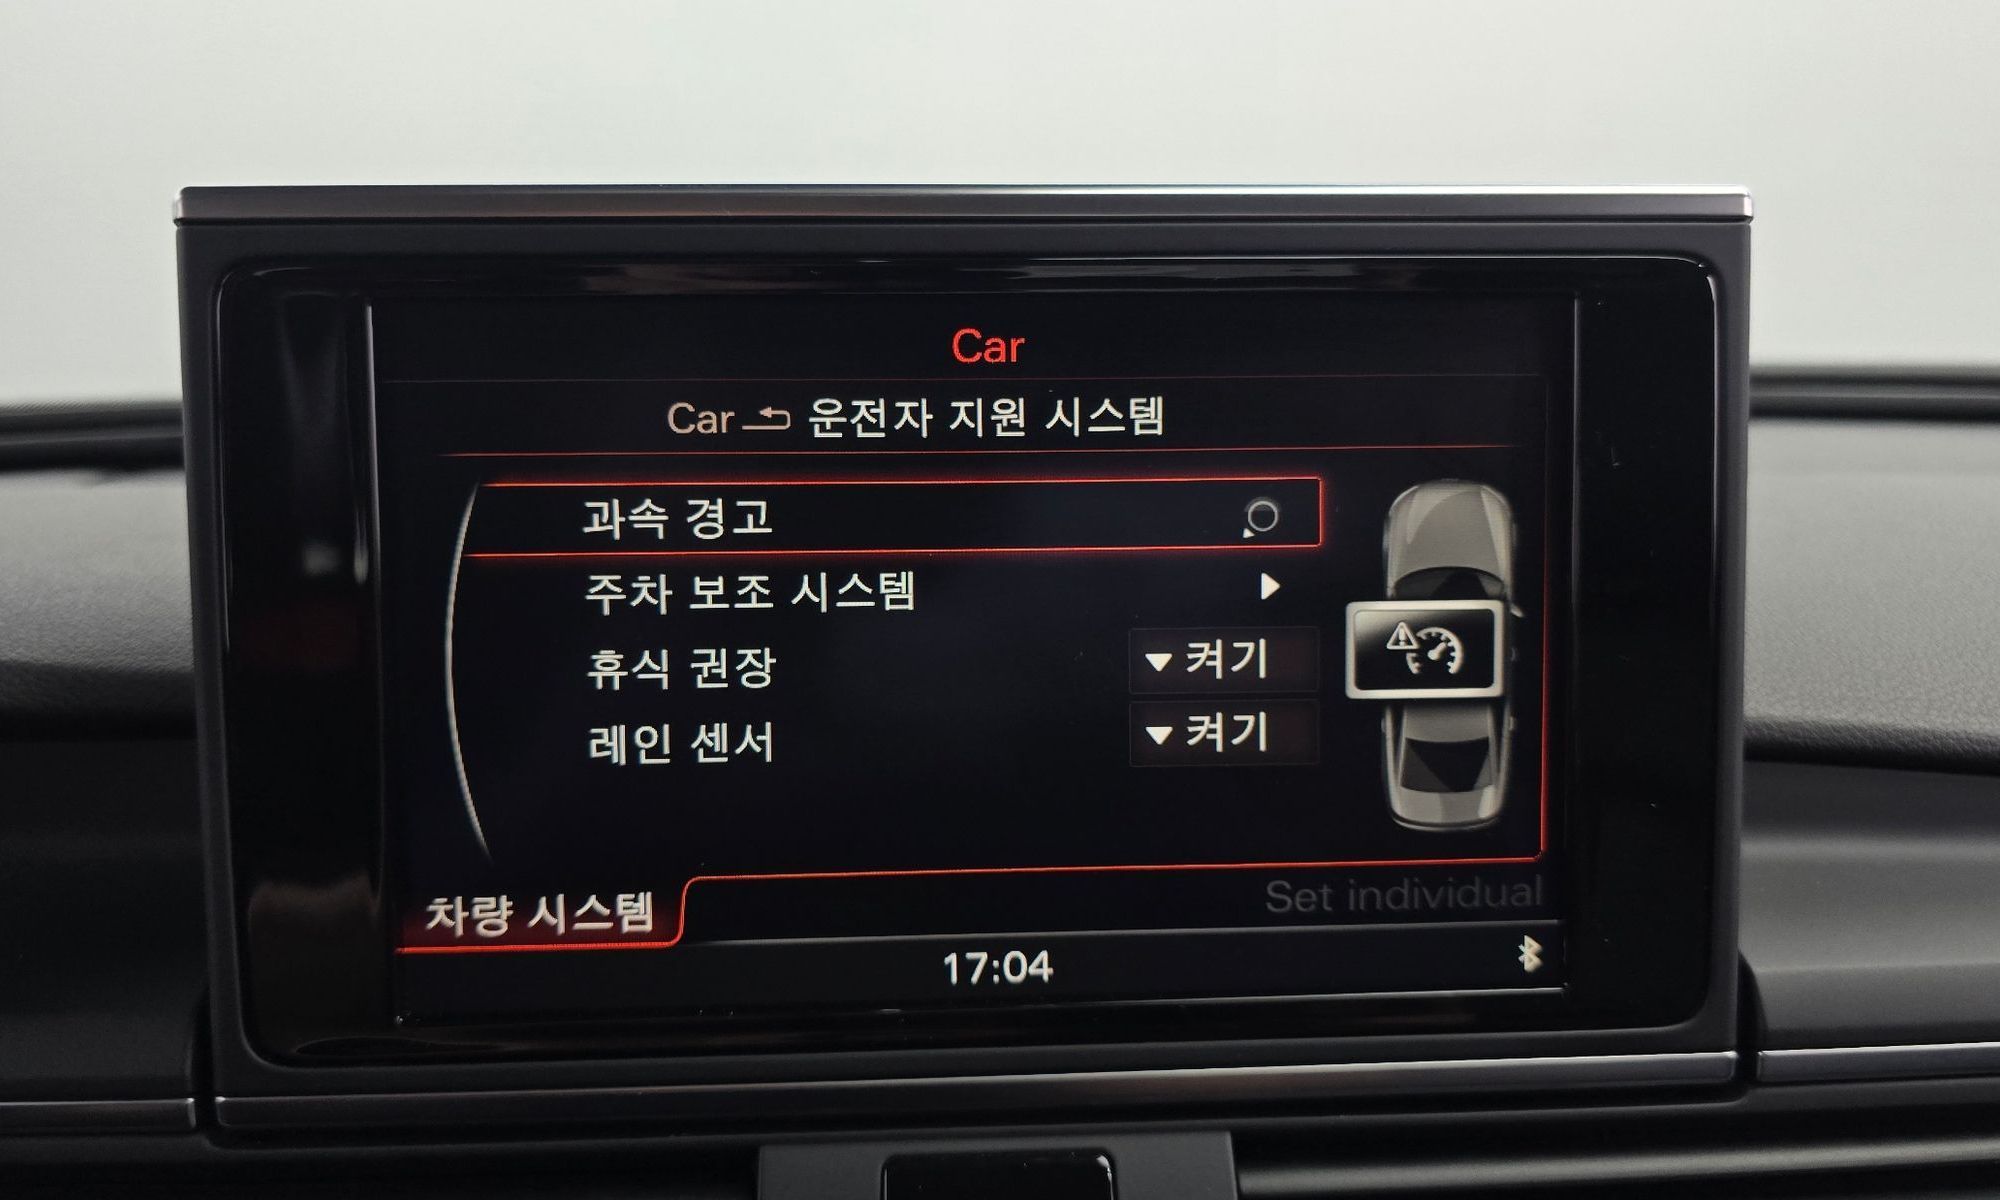 Car
Car 운전자 지원 시스템
과속 경고
주차 보조 시스템
휴식 권장 켜기
레인 센서 켜기
차량 시스템 Set individual
17:04